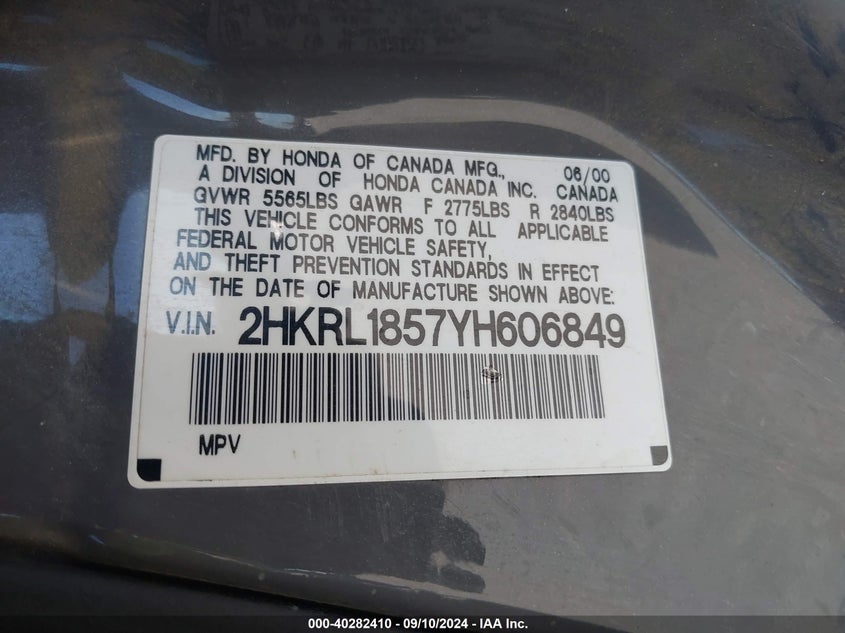 MFD. BY HONDA OF CANADA MFG., 06/00
A DIVISION OF HONDA CANADA INC. CANADA
GVWR 5565LBS GAWR F 2775LBS R 2840LBS
THIS VEHICLE CONFORMS TO ALL APPLICABLE
FEDERAL MOTOR VEHICLE SAFETY,
AND THEFT PREVENTION STANDARDS IN EFFECT
ON THE DATE OF MANUFACTURE SHOWN ABOVE:
V.I.N. 2HKRL1857YH606849
MPV
000-40282410 - 09/10/2024 - IAA Inc.